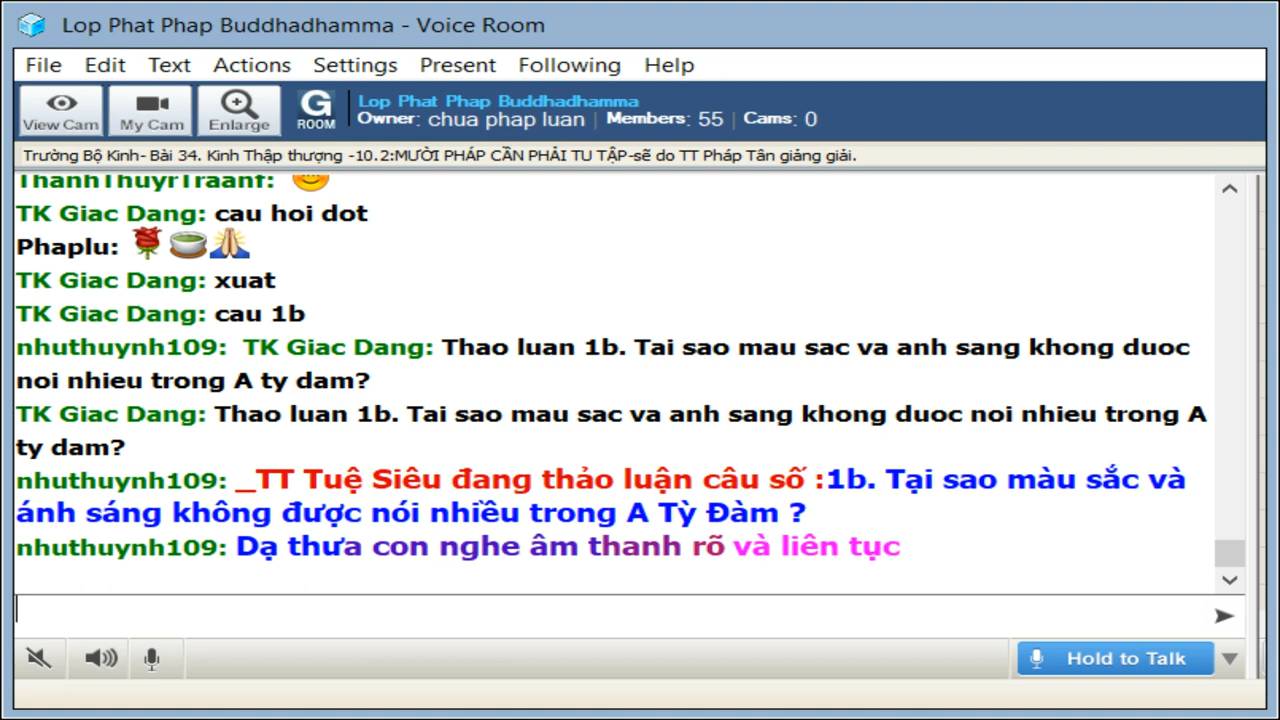 Lop Phat Phap Buddhadhamma - Voice Room
File Edit Text Actions Settings Present Following Help
View Cam My Cam Enlarge G ROOM
Lop Phat Phap Buddhadhamma
Owner: chua phap luan | Members: 55 | Cams: 0
Trường Bộ Kinh- Bài 34. Kinh Thập thượng -10.2:MƯỜI PHÁP CẦN PHẢI TU TẬP-sẽ do TT Pháp Tân giảng giải.
ThanhThuyrTraanf:
TK Giac Dang: cau hoi dot
Phaplu:
TK Giac Dang: xuat
TK Giac Dang: cau 1b
nhuthuynh109: TK Giac Dang: Thao luan 1b. Tai sao mau sac va anh sang khong duoc
noi nhieu trong A ty dam?
TK Giac Dang: Thao luan 1b. Tai sao mau sac va anh sang khong duoc noi nhieu trong A
ty dam?
nhuthuynh109: _TT Tuệ Siêu đang thảo luận câu số :1b. Tại sao màu sắc và
ánh sáng không được nói nhiều trong A Tỳ Đàm ?
nhuthuynh109: Dạ thưa con nghe âm thanh rõ và liên tục
Hold to Talk